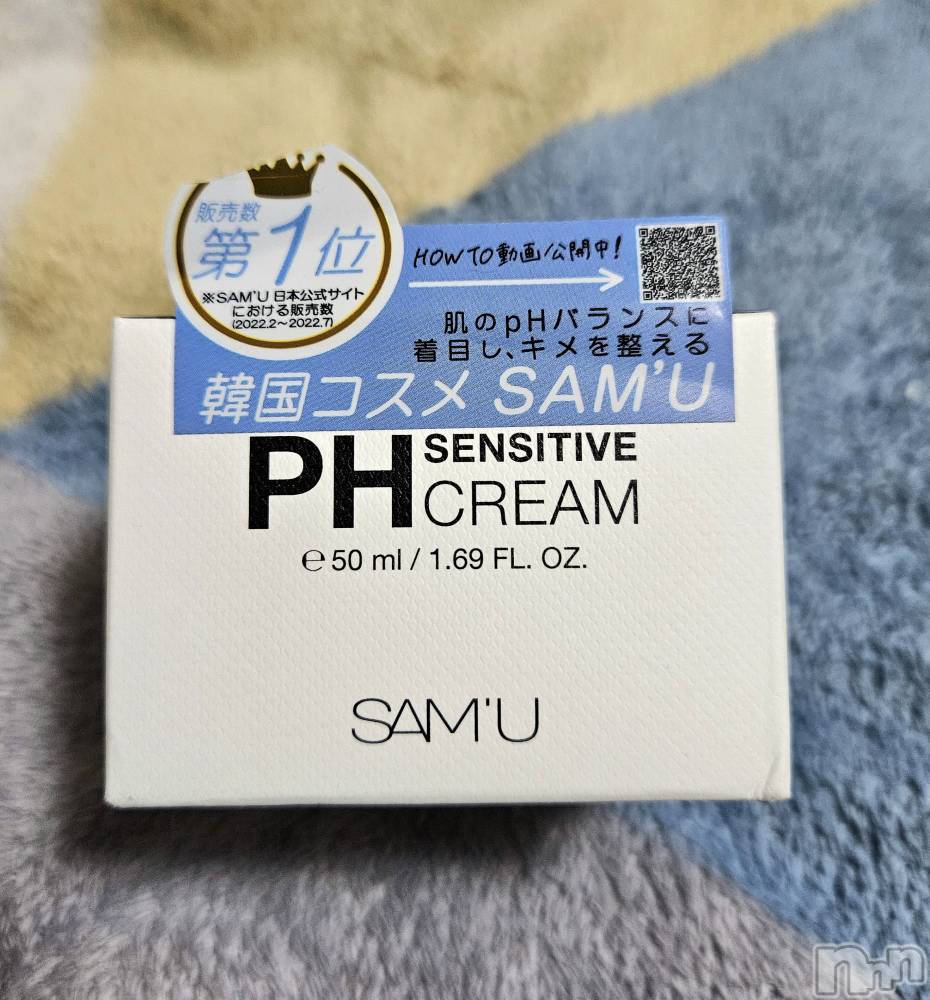 販売数
第1位
※SAM'U 日本公式サイト
における販売数
(2022.2~2022.7)
HOW TO動画公開中!
肌のpHバランスに
着目し、キメを整える
韓国コスメ SAM'U
PH SENSITIVE
CREAM
℮ 50 ml / 1.69 FL. OZ.
SAM'U
n+n